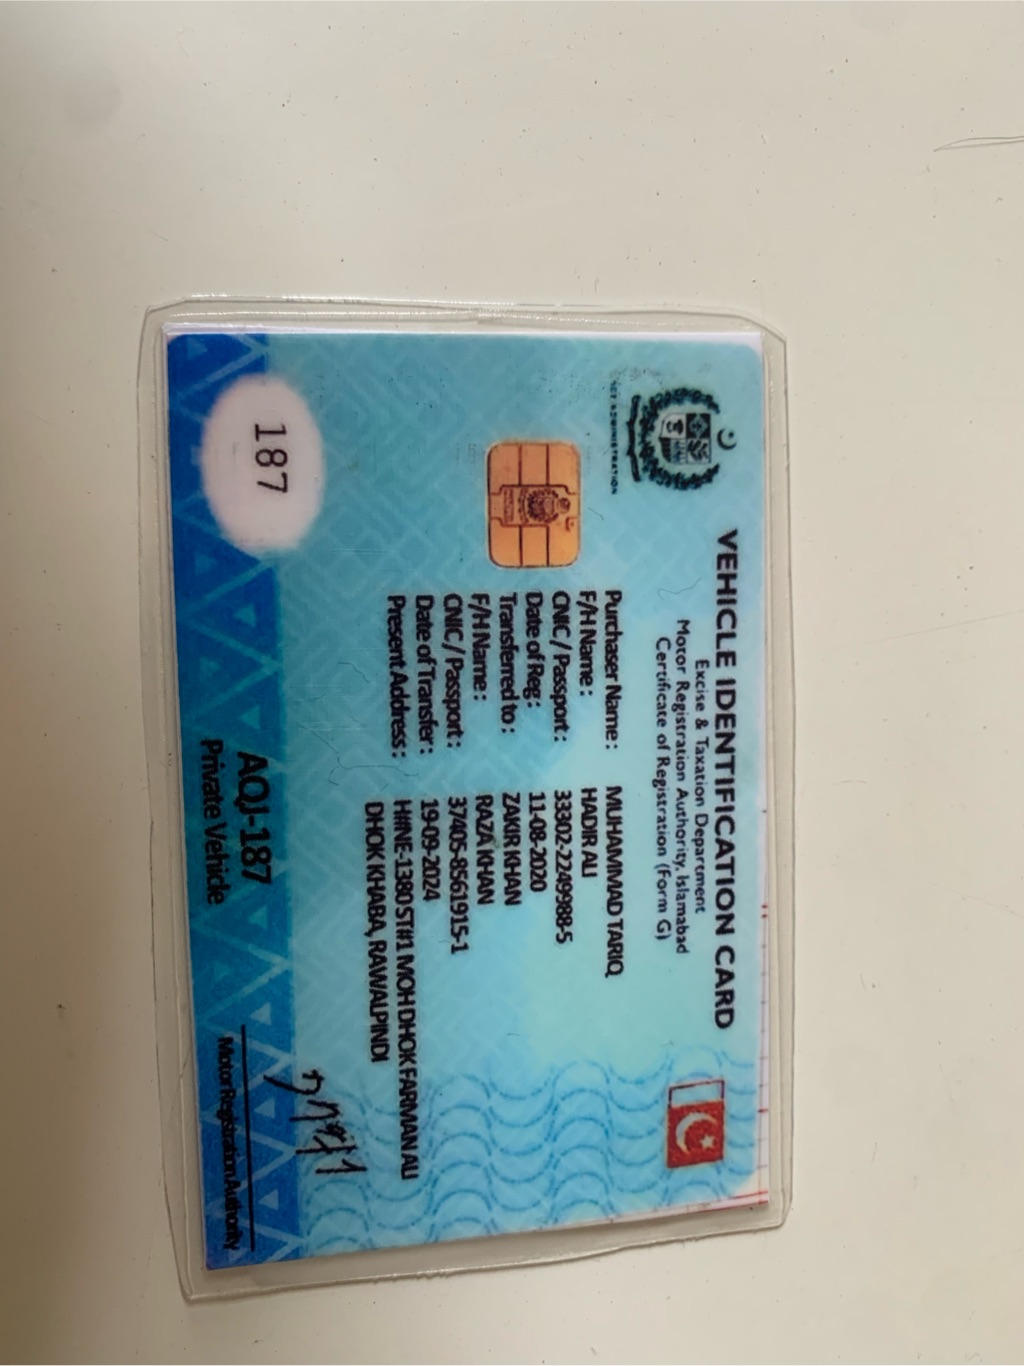 VEHICLE IDENTIFICATION CARD
Excise & Taxation Department
Motor Registration Authority, Islamabad
Certificate of Registration (Form G)
ADMINISTRATION
Purchaser Name : MUHAMMAD TARIQ
F/H Name : HADIR ALI
CNIC / Passport : 33302-2249988-5
Date of Reg : 11-08-2020
Transferred to : ZAKIR KHAN
F/H Name : RAZA KHAN
CNIC / Passport : 37405-8561915-1
Date of Transfer : 19-09-2024
Present Address : H#NE-1380 ST#1 MOH DHOK FARMAN ALI
DHOK KHABA, RAWALPINDI
187
AQJ-187
Private Vehicle
Motor Registration Authority